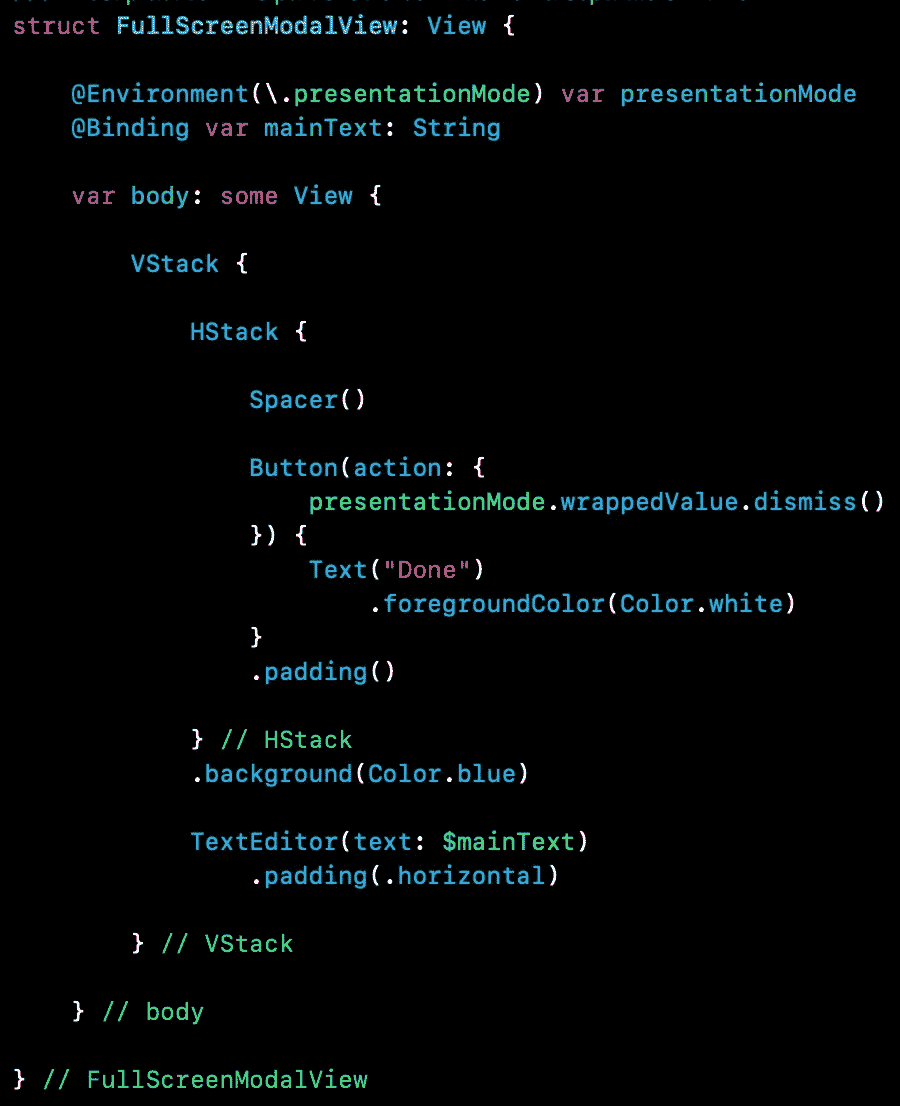 struct FullScreenModalView: View {
@Environment(\.presentationMode) var presentationMode
@Binding var mainText: String
var body: some View {
VStack {
HStack {
Spacer()
Button(action: {
presentationMode.wrappedValue.dismiss()
}) {
Text("Done")
.foregroundColor(Color.white)
}
.padding()
} // HStack
.background(Color.blue)
TextEditor(text: $mainText)
.padding(.horizontal)
} // VStack
} // body
} // FullScreenModalView